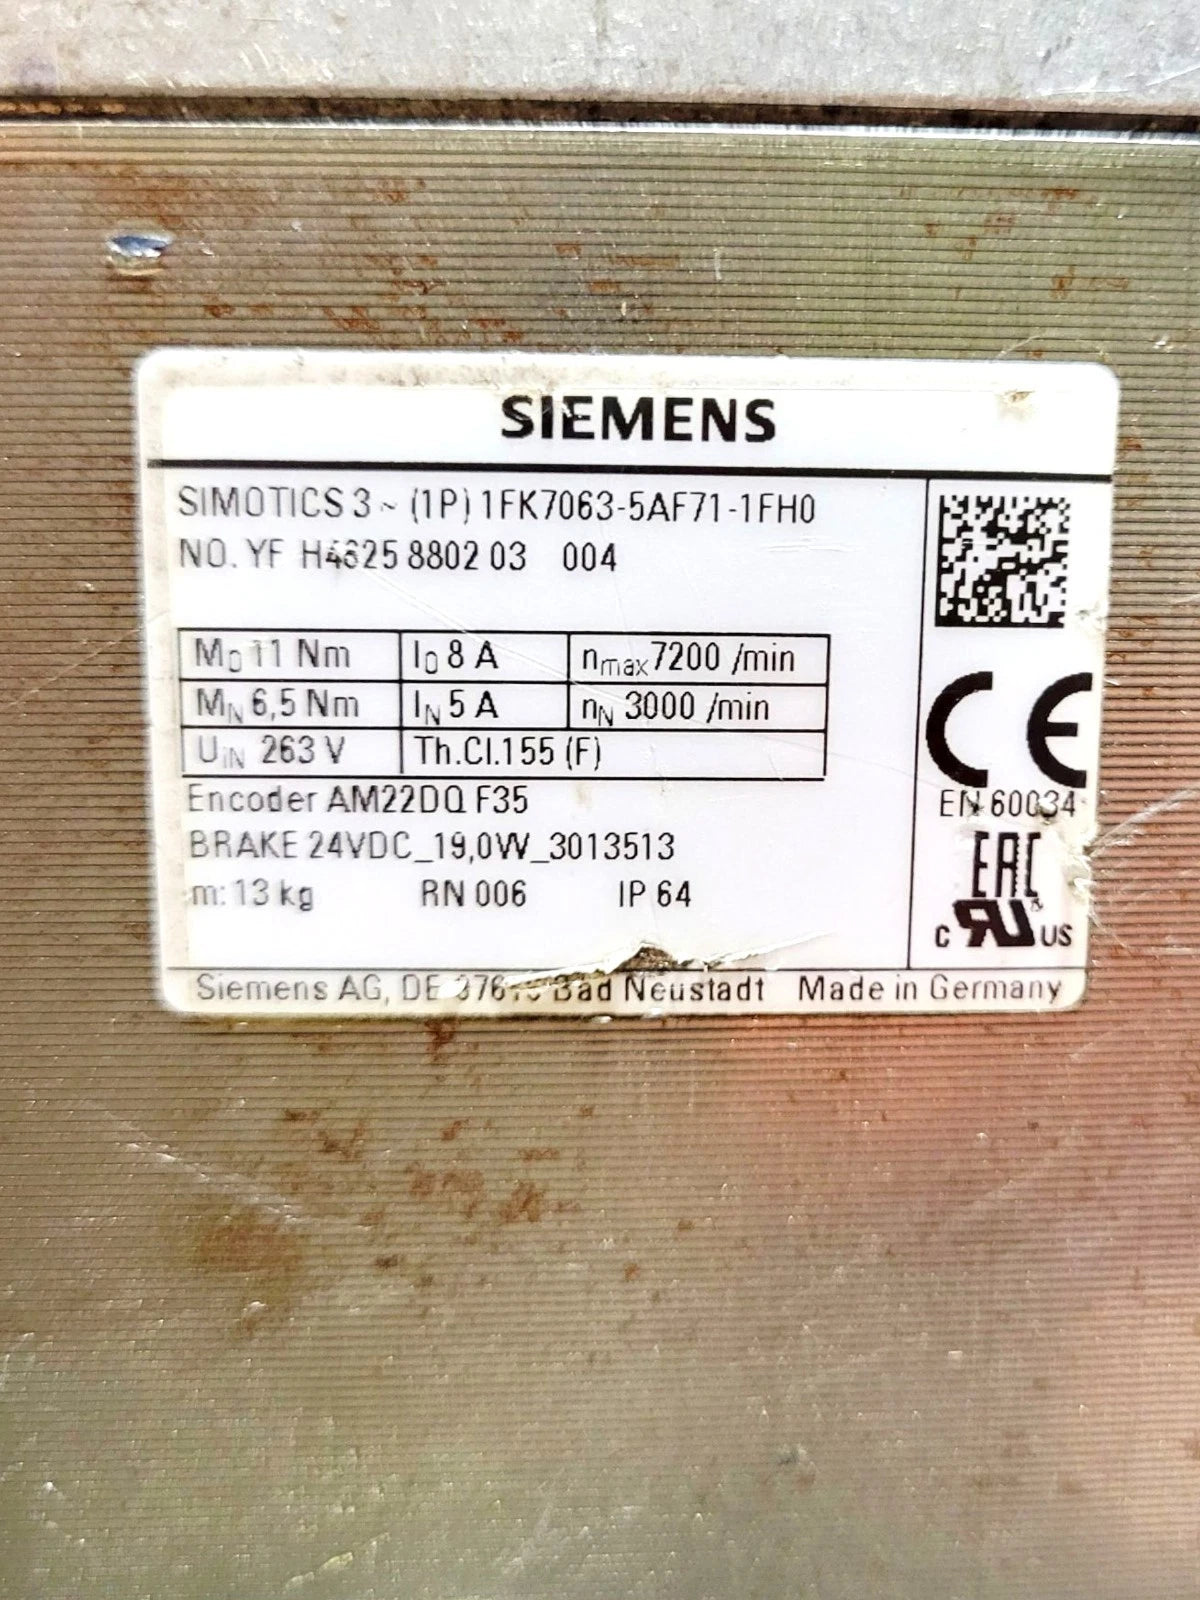 SIEMENS
SIMOTICS 3 ~ (1P) 1FK7063-5AF71-1FH0
NO. YF H4625 8802 03 004
M0 11 Nm I0 8 A nmax 7200 /min
MN 6,5 Nm IN 5 A nN 3000 /min
UiN 263 V Th.Cl.155 (F)
Encoder AM22DQ F35
BRAKE 24VDC_19,0W_3013513
m: 13 kg RN 006 IP 64
CE
EN 60034
EAC
c RU ® US
Siemens AG, DE Bad Neustadt Made in Germany